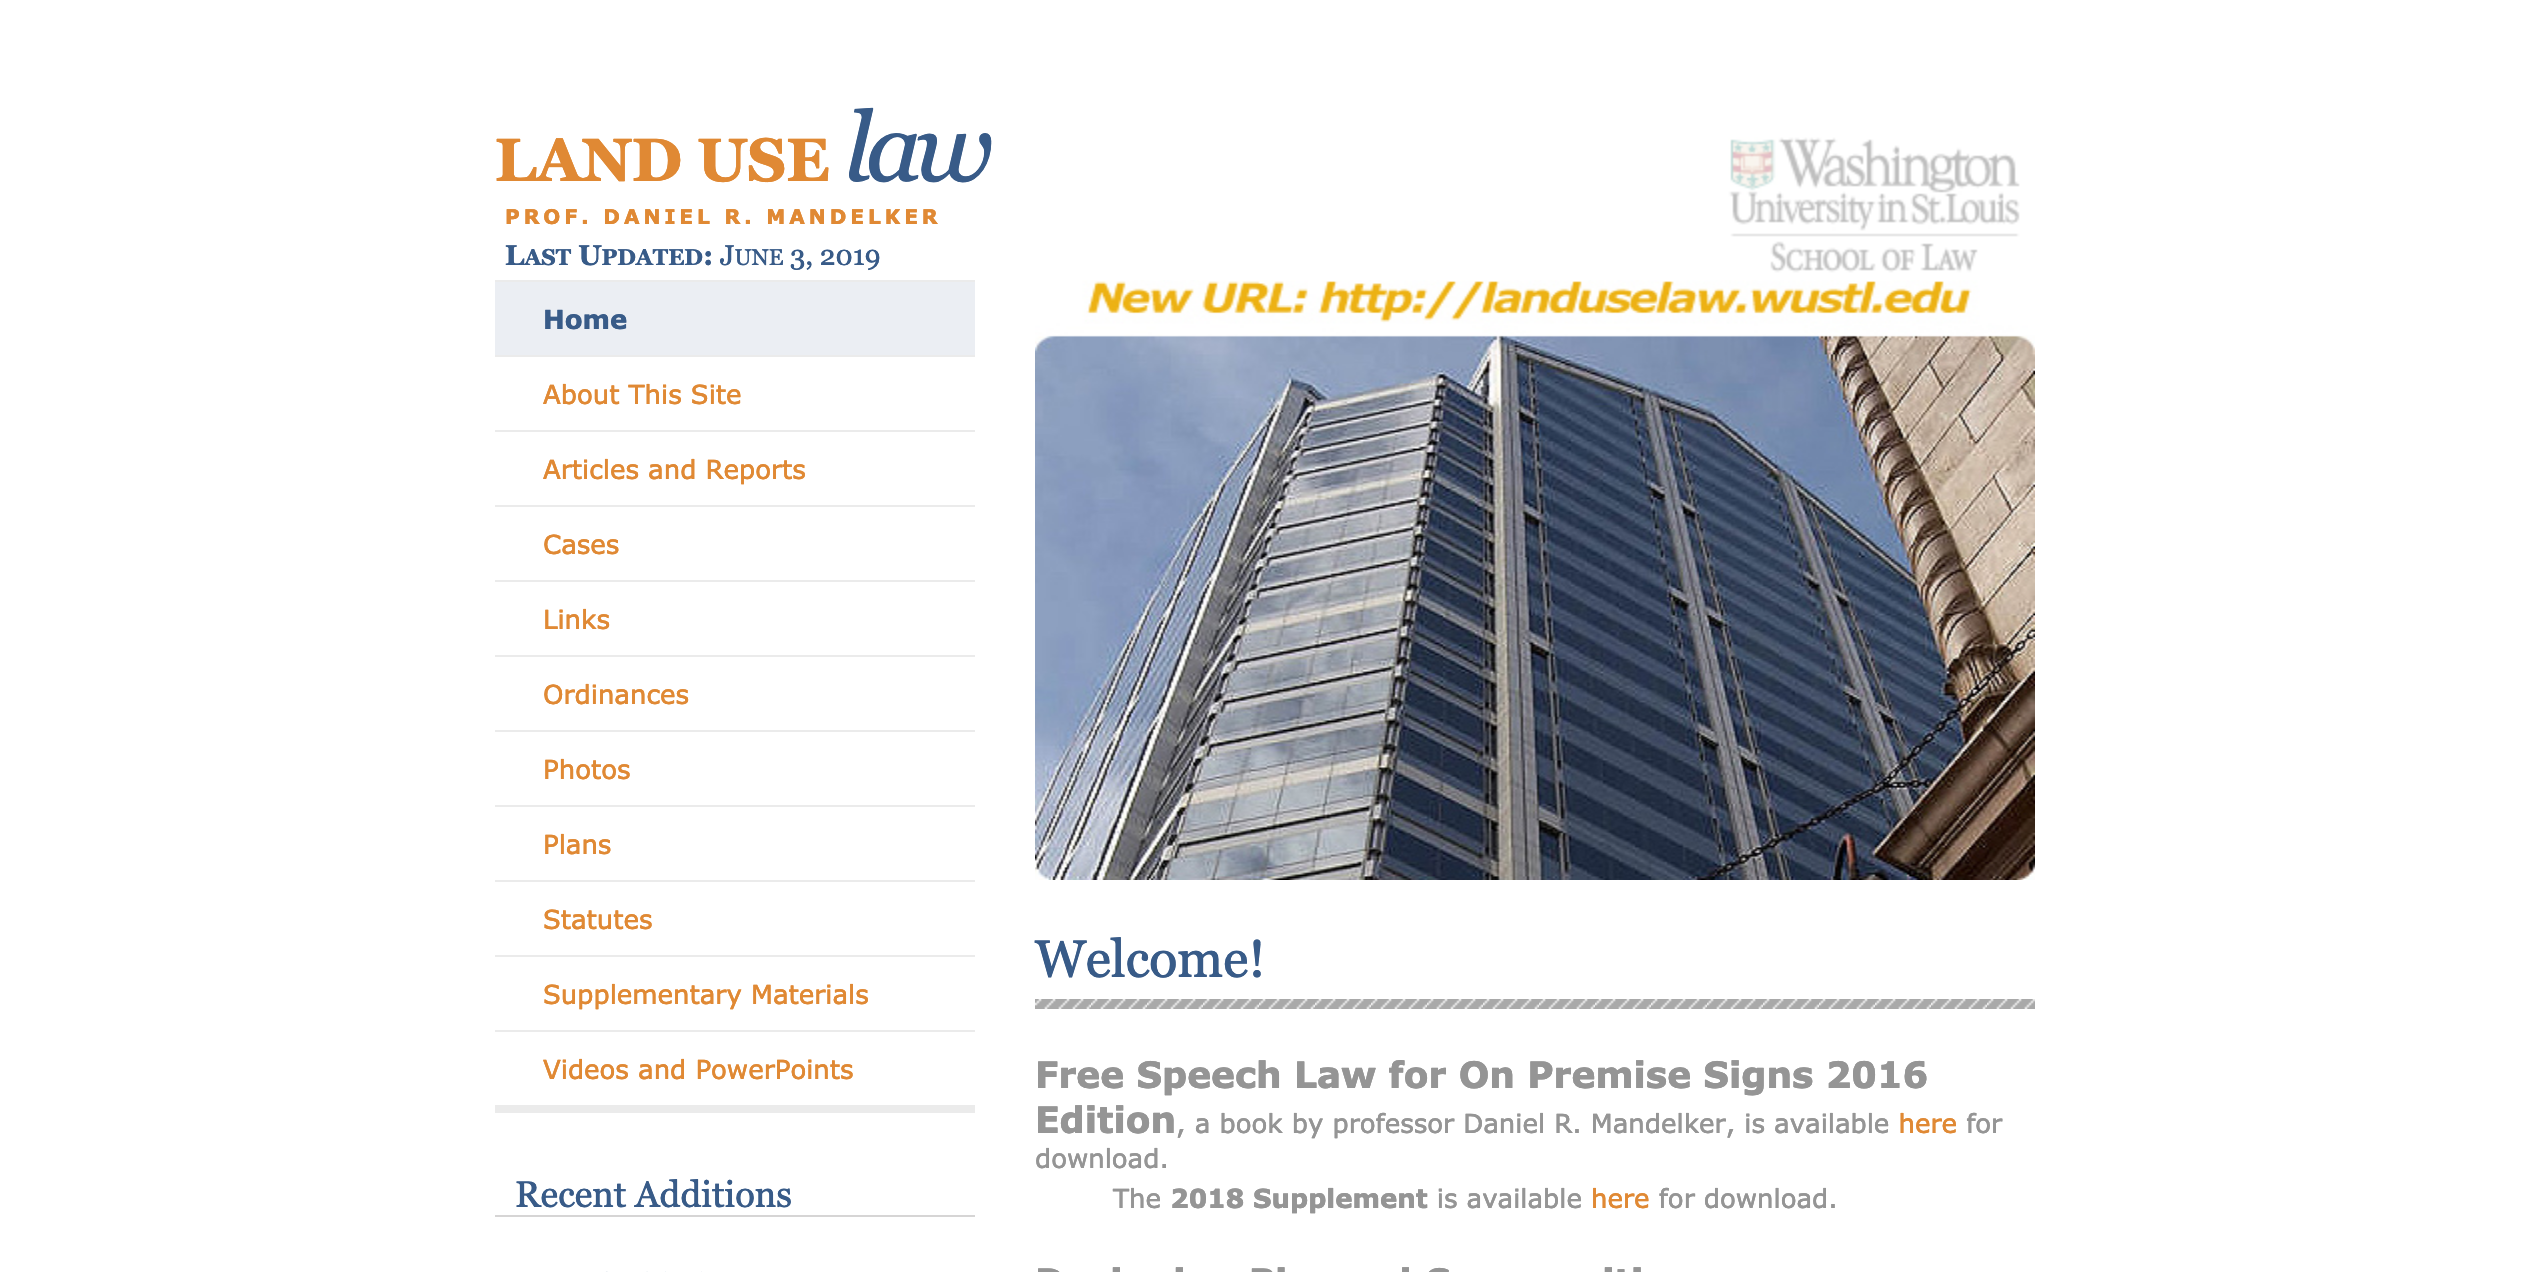 LAND USE law
PROF. DANIEL R. MANDELKER
LAST UPDATED: JUNE 3, 2019
Home
About This Site
Articles and Reports
Cases
Links
Ordinances
Photos
Plans
Statutes
Supplementary Materials
Videos and PowerPoints
Recent Additions
Washington
University in St.Louis
SCHOOL OF LAW
New URL: http://landuselaw.wustl.edu
Welcome!
Free Speech Law for On Premise Signs 2016
Edition, a book by professor Daniel R. Mandelker, is available here for
download.
The 2018 Supplement is available here for download.